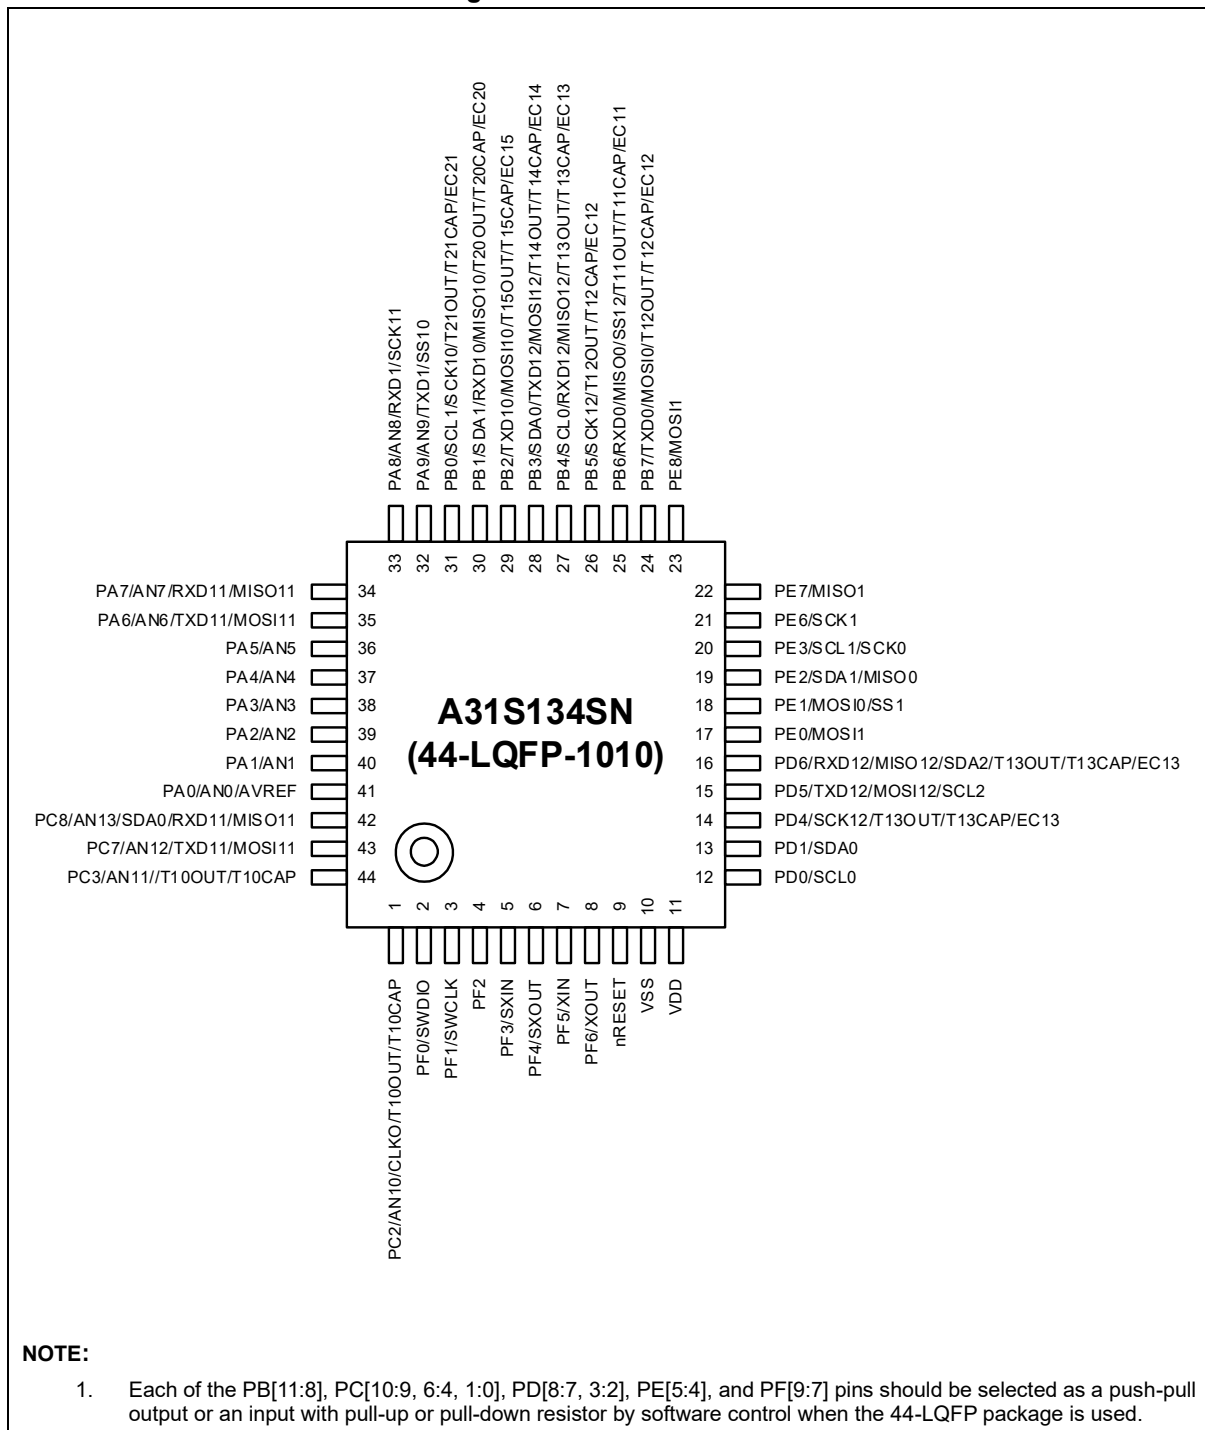 PA8/AN8/RXD1/SCK11
PA9/AN9/TXD1/SS10
PB0/SCL1/SCK10/T21OUT/T21CAP/EC21
PB1/SDA1/RXD10/MISO10/T20OUT/T20CAP/EC20
PB2/TXD10/MOSI10/T15OUT/T15CAP/EC15
PB3/SDA0/TXD12/MOSI12/T14OUT/T14CAP/EC14
PB4/SCL0/RXD12/MISO12/T13OUT/T13CAP/EC13
PB5/SCK12/T12OUT/T12CAP/EC12
PB6/RXD0/MISO0/SS12/T11OUT/T11CAP/EC11
PB7/TXD0/MOSI0/T12OUT/T12CAP/EC12
PE8/MOSI1
33 32 31 30 29 28 27 26 25 24 23
PA7/AN7/RXD11/MISO11 34
PA6/AN6/TXD11/MOSI11 35
PA5/AN5 36
PA4/AN4 37
PA3/AN3 38
PA2/AN2 39
PA1/AN1 40
PA0/AN0/AVREF 41
PC8/AN13/SDA0/RXD11/MISO11 42
PC7/AN12/TXD11/MOSI11 43
PC3/AN11//T10OUT/T10CAP 44
A31S134SN
(44-LQFP-1010)
22 PE7/MISO1
21 PE6/SCK1
20 PE3/SCL1/SCK0
19 PE2/SDA1/MISO0
18 PE1/MOSI0/SS1
17 PE0/MOSI1
16 PD6/RXD12/MISO12/SDA2/T13OUT/T13CAP/EC13
15 PD5/TXD12/MOSI12/SCL2
14 PD4/SCK12/T13OUT/T13CAP/EC13
13 PD1/SDA0
12 PD0/SCL0
1 2 3 4 5 6 7 8 9 10 11
PC2/AN10/CLKO/T10OUT/T10CAP
PF0/SWDIO
PF1/SWCLK
PF2
PF3/SXIN
PF4/SXOUT
PF5/XIN
PF6/XOUT
nRESET
VSS
VDD
NOTE:
1. Each of the PB[11:8], PC[10:9, 6:4, 1:0], PD[8:7, 3:2], PE[5:4], and PF[9:7] pins should be selected as a push-pull
output or an input with pull-up or pull-down resistor by software control when the 44-LQFP package is used.